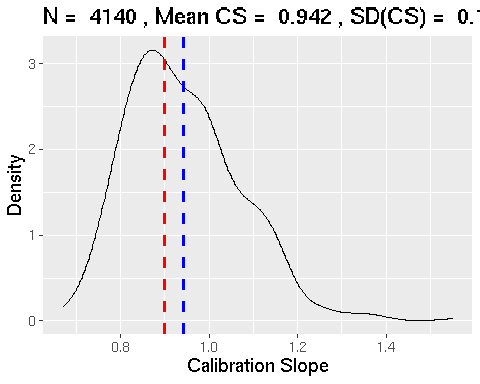 N = 4140 , Mean CS = 0.942 , SD(CS) = 0.
3
2
1
0
Density
0.8 1.0 1.2 1.4
Calibration Slope